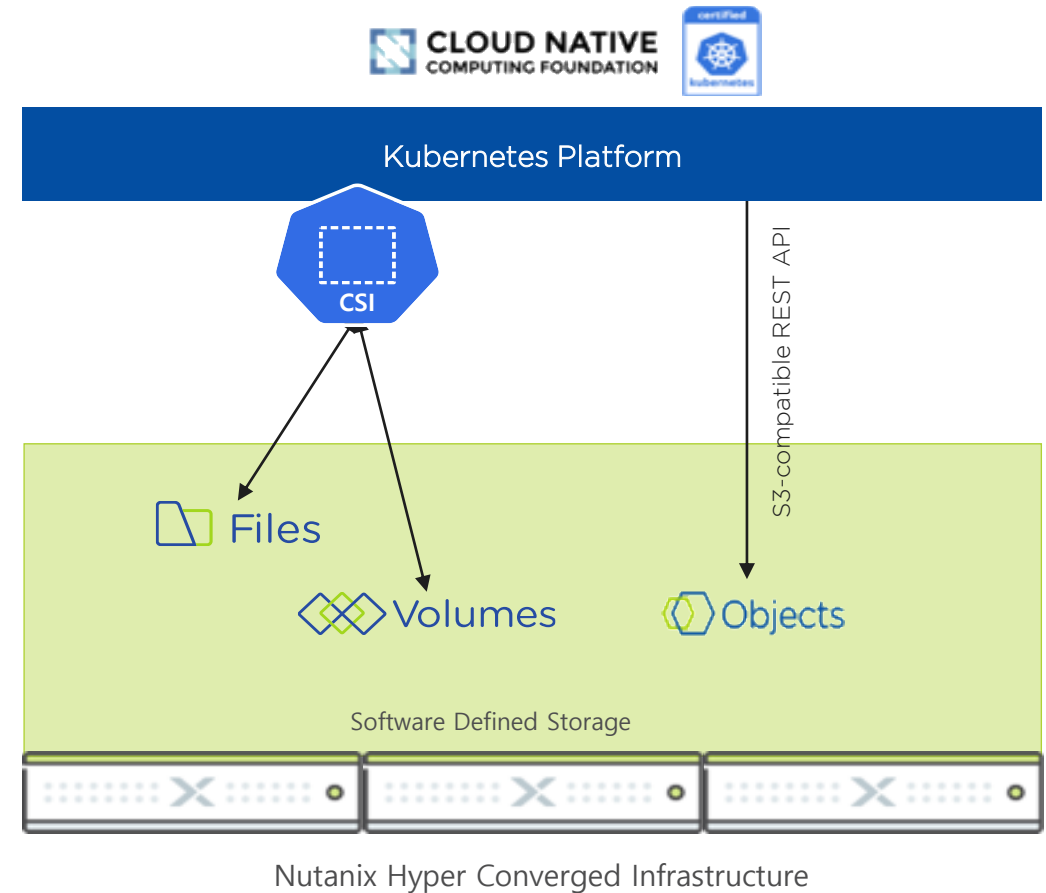 CLOUD NATIVE
COMPUTING FOUNDATION
certified
kubernetes
Kubernetes Platform
CSI
S3-compatible REST API
Files
Volumes
Objects
Software Defined Storage
Nutanix Hyper Converged Infrastructure